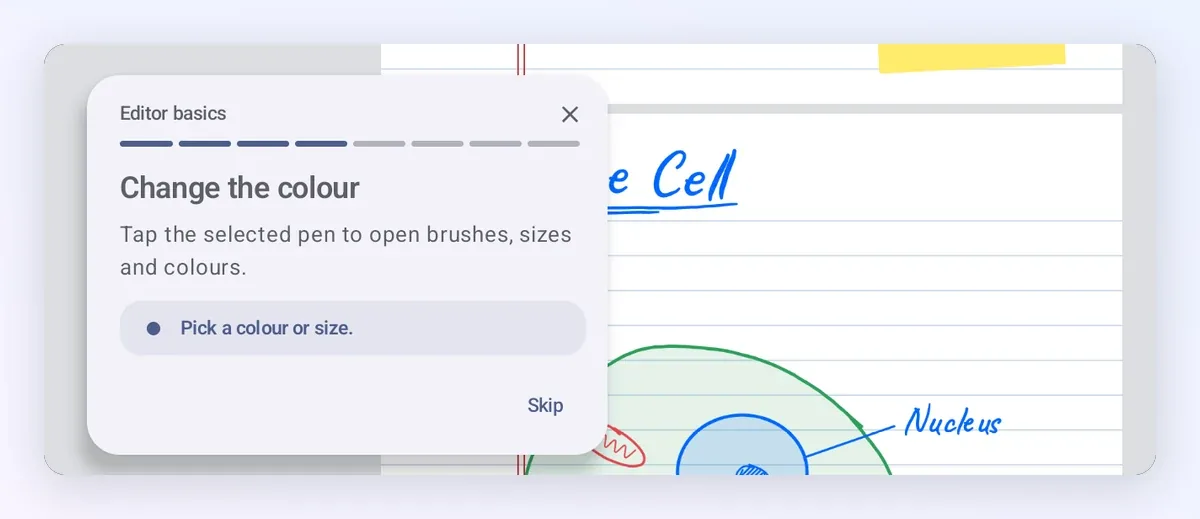 Editor basics
Change the colour
Tap the selected pen to open brushes, sizes
and colours.
Pick a colour or size.
Skip
e Cell
Nucleus